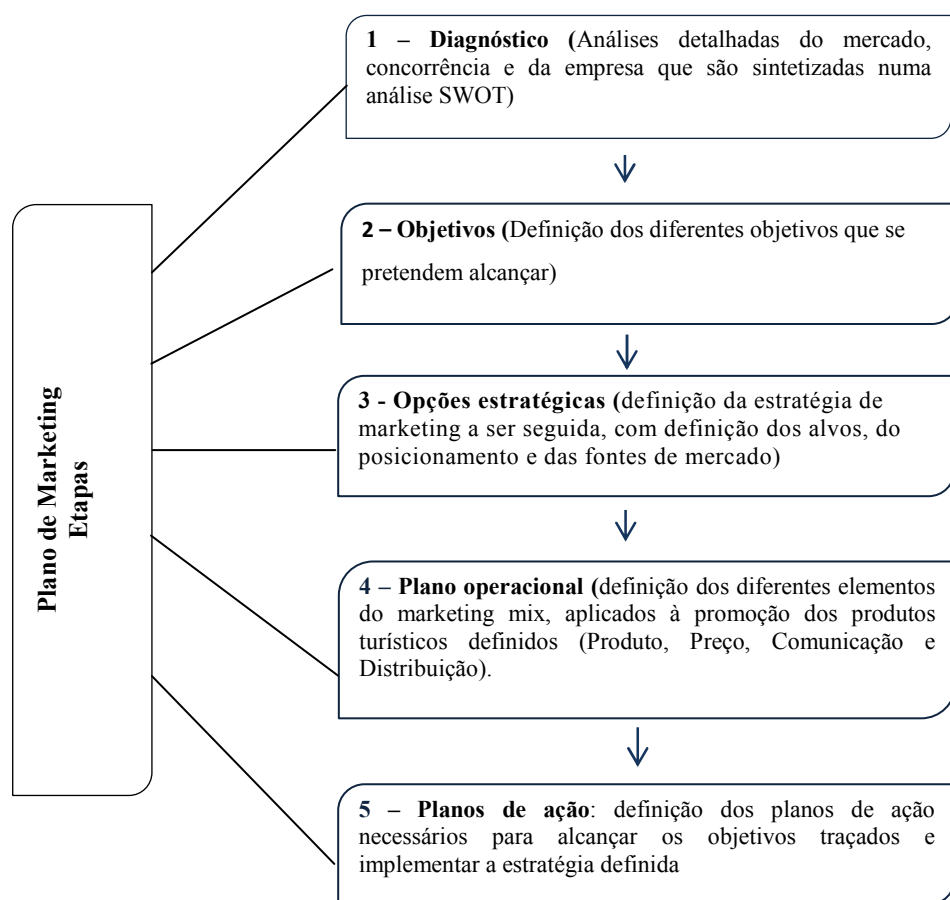 Plano de Marketing
Etapas
1 – Diagnóstico (Análises detalhadas do mercado,
concorrência e da empresa que são sintetizadas numa
análise SWOT)
2 – Objetivos (Definição dos diferentes objetivos que se
pretendem alcançar)
3 - Opções estratégicas (definição da estratégia de
marketing a ser seguida, com definição dos alvos, do
posicionamento e das fontes de mercado)
4 – Plano operacional (definição dos diferentes elementos
do marketing mix, aplicados à promoção dos produtos
turísticos definidos (Produto, Preço, Comunicação e
Distribuição).
5 – Planos de ação: definição dos planos de ação
necessários para alcançar os objetivos traçados e
implementar a estratégia definida